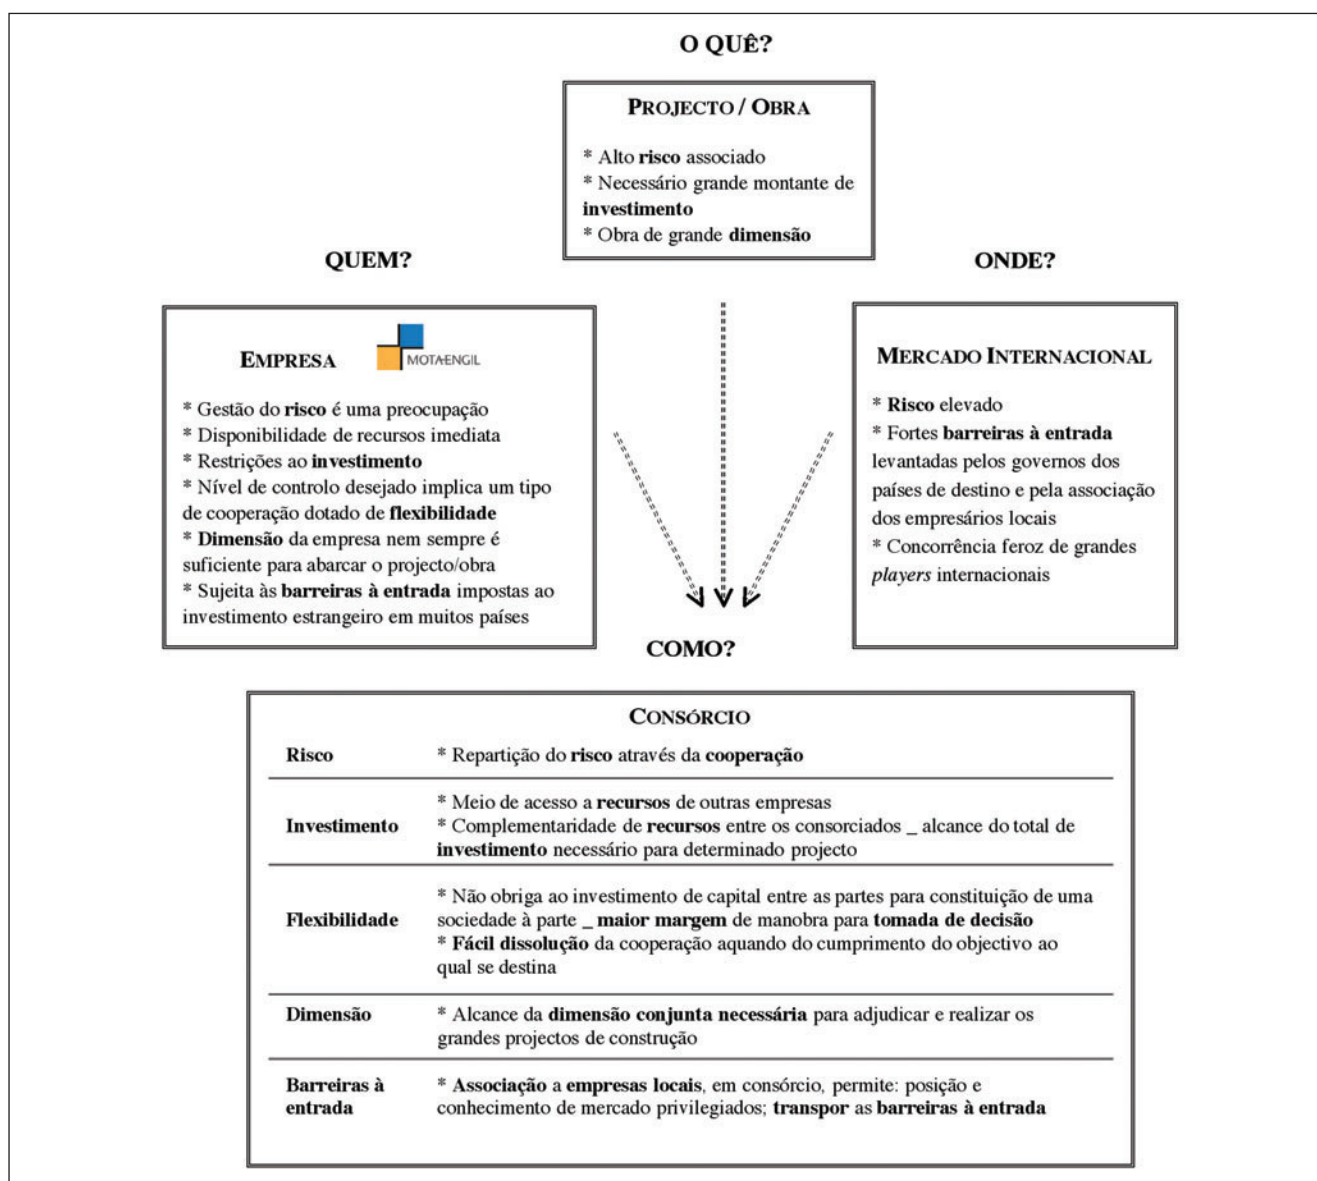 O QUÊ?
PROJECTO / OBRA
* Alto risco associado
* Necessário grande montante de
investimento
* Obra de grande dimensão
QUEM?
EMPRESA
MOTA-ENGIL
* Gestão do risco é uma preocupação
* Disponibilidade de recursos imediata
* Restrições ao investimento
* Nível de controlo desejado implica um tipo
de cooperação dotado de flexibilidade
* Dimensão da empresa nem sempre é
suficiente para abarcar o projecto/obra
* Sujeita às barreiras à entrada impostas ao
investimento estrangeiro em muitos países
ONDE?
MERCADO INTERNACIONAL
* Risco elevado
* Fortes barreiras à entrada
levantadas pelos governos dos
países de destino e pela associação
dos empresários locais
* Concorrência feroz de grandes
players internacionais
COMO?
CONSÓRCIO
Risco
* Repartição do risco através da cooperação
Investimento
* Meio de acesso a recursos de outras empresas
* Complementaridade de recursos entre os consorciados _ alcance do total de
investimento necessário para determinado projecto
Flexibilidade
* Não obriga ao investimento de capital entre as partes para constituição de uma
sociedade à parte _ maior margem de manobra para tomada de decisão
* Fácil dissolução da cooperação aquando do cumprimento do objectivo ao
qual se destina
Dimensão
* Alcance da dimensão conjunta necessária para adjudicar e realizar os
grandes projectos de construção
Barreiras à
entrada
* Associação a empresas locais, em consórcio, permite: posição e
conhecimento de mercado privilegiados; transpor as barreiras à entrada